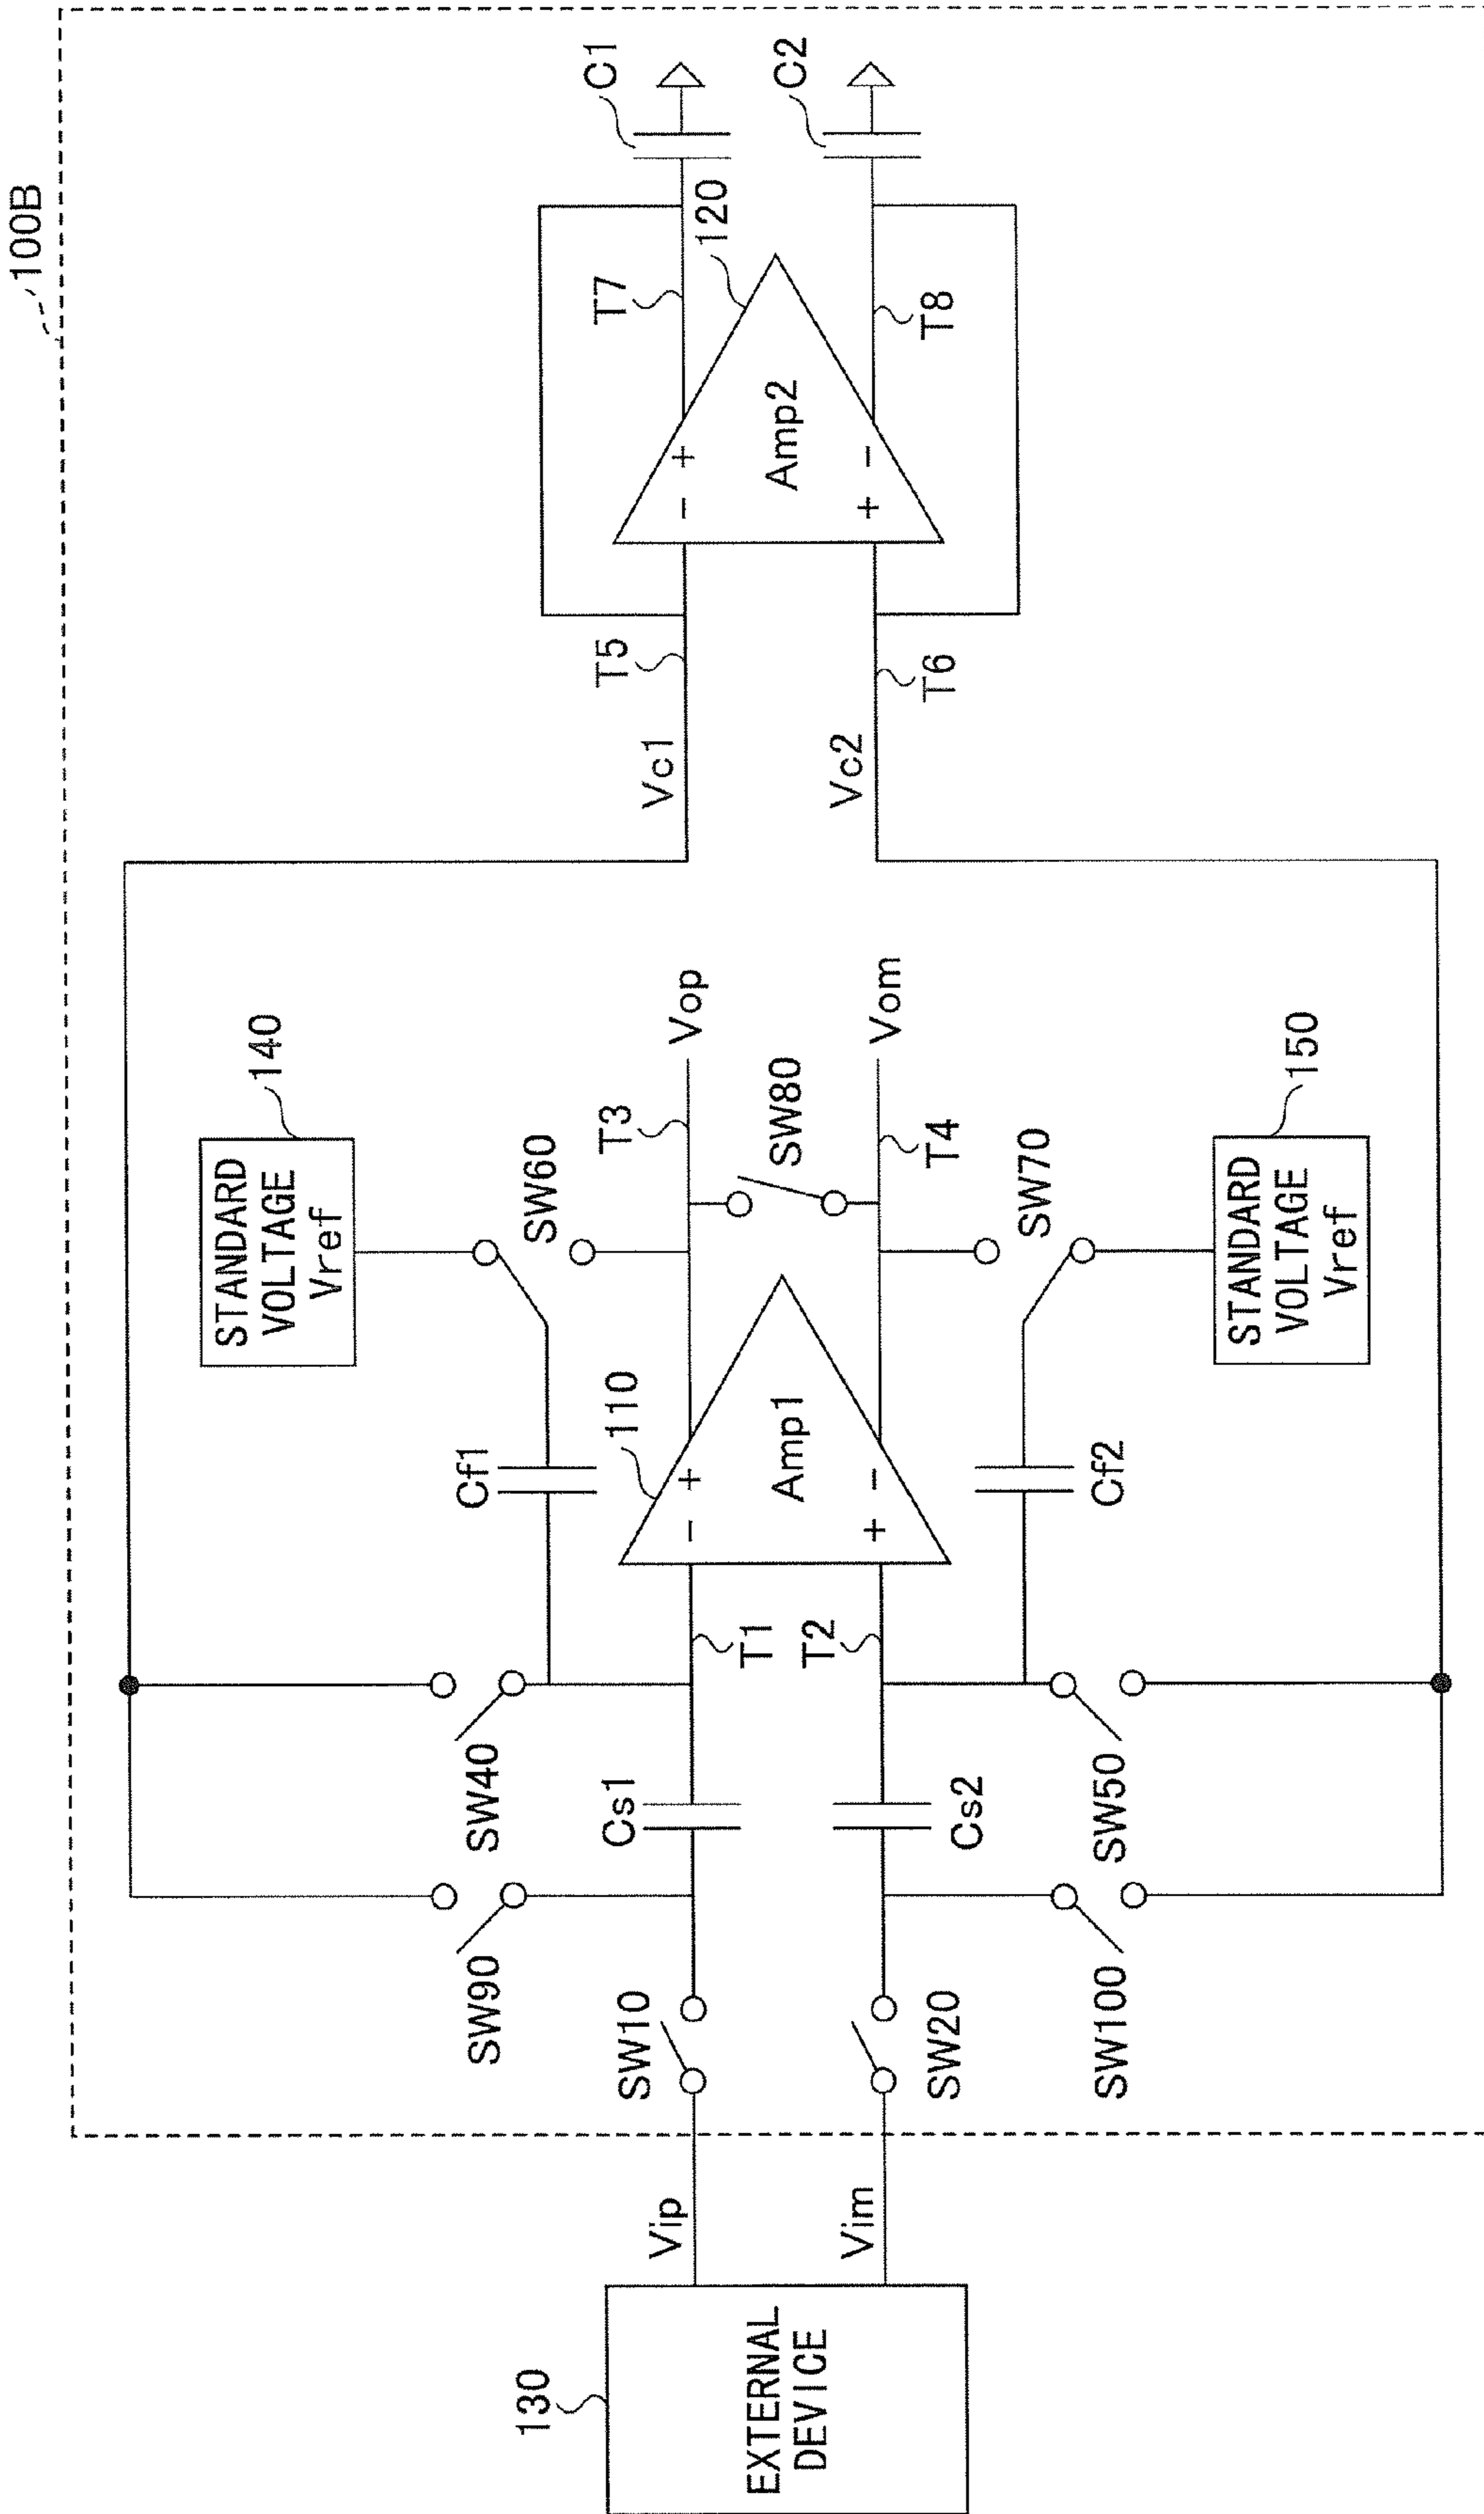 100B
C1
C2
T7
120
T8
Amp2
- +
+ -
T5
T6
Vc1
Vc2
140
STANDARD
VOLTAGE
Vref
Vop
Vom
T3
SW80
T4
SW60
SW70
150
STANDARD
VOLTAGE
Vref
Cf1
110
Amp1
- +
+ -
Cf2
T1
T2
SW40
Cs1
Cs2
SW50
SW90
SW10
SW20
SW100
Vip
Vim
130
EXTERNAL
DEVICE